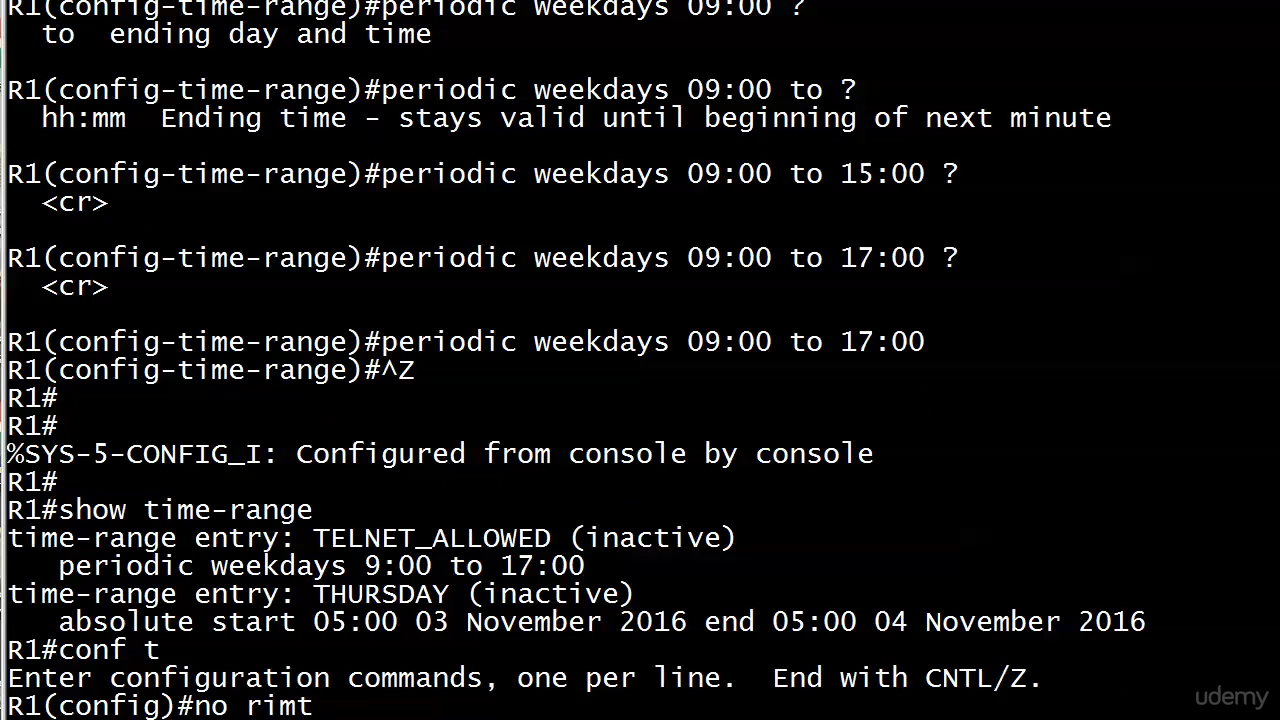 R1(config-time-range)#periodic weekdays 09:00 ?
  to  ending day and time

R1(config-time-range)#periodic weekdays 09:00 to ?
  hh:mm  Ending time - stays valid until beginning of next minute

R1(config-time-range)#periodic weekdays 09:00 to 15:00 ?
  <cr>

R1(config-time-range)#periodic weekdays 09:00 to 17:00 ?
  <cr>

R1(config-time-range)#periodic weekdays 09:00 to 17:00
R1(config-time-range)#^Z
R1#
R1#
%SYS-5-CONFIG_I: Configured from console by console
R1#
R1#show time-range
time-range entry: TELNET_ALLOWED (inactive)
   periodic weekdays 9:00 to 17:00
time-range entry: THURSDAY (inactive)
   absolute start 05:00 03 November 2016 end 05:00 04 November 2016
R1#conf t
Enter configuration commands, one per line.  End with CNTL/Z.
R1(config)#no rimt
udemy